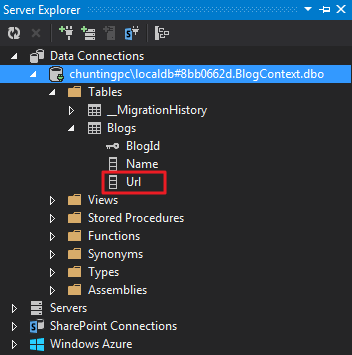 Server Explorer
Data Connections
chuntingpc\localdb#8bb0662d.BlogContext.dbo
Tables
__MigrationHistory
Blogs
BlogId
Name
Url
Views
Stored Procedures
Functions
Synonyms
Types
Assemblies
Servers
SharePoint Connections
Windows Azure